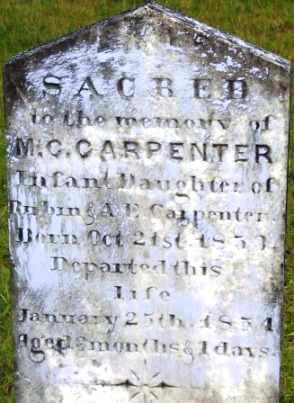 SACRED
to the memory of
M.C. CARPENTER
Infant Daughter of
Rubin & A.E. Carpenter.
Born Oct 21st. 1853.
Departed this
life
January 25th. 1854
Aged 3 months & 4 days.